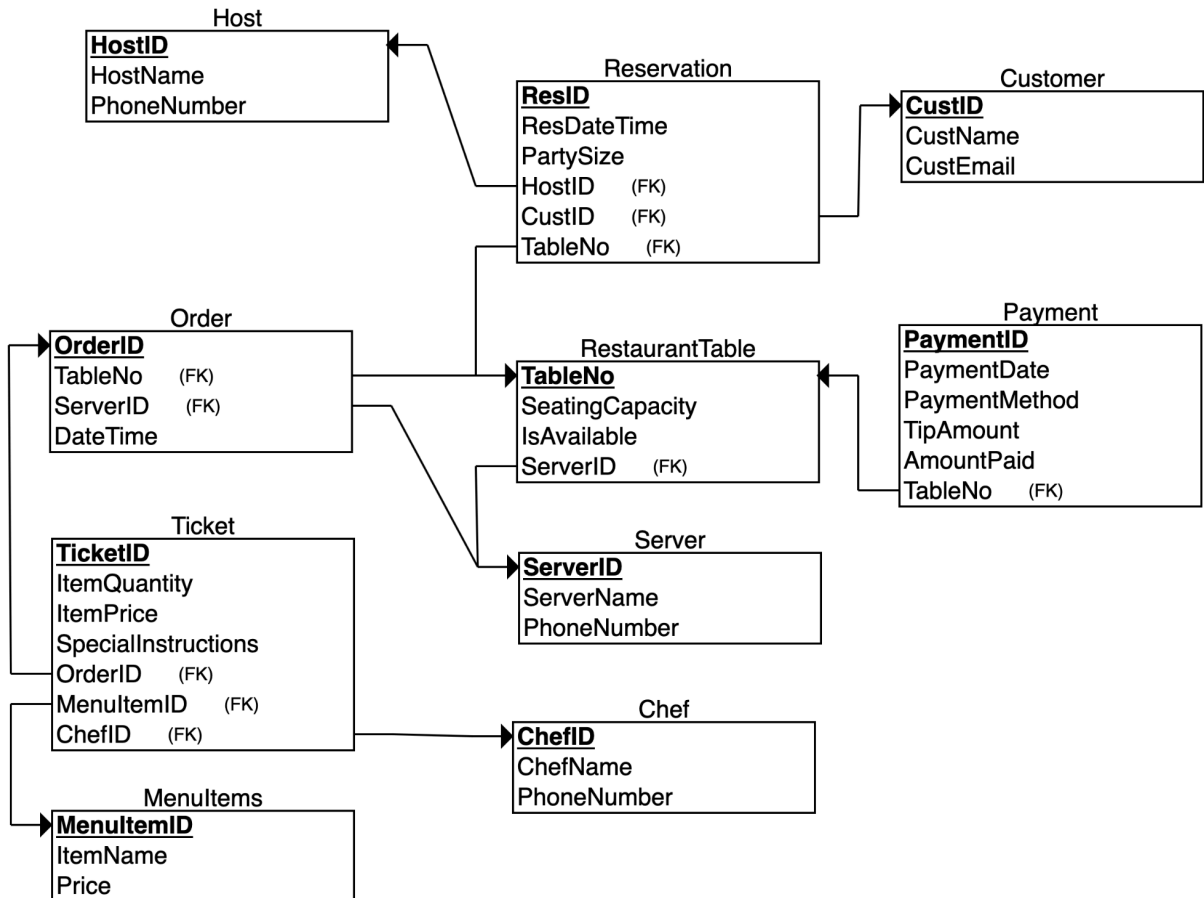 Host
HostID
HostName
PhoneNumber
Reservation
ResID
ResDateTime
PartySize
HostID (FK)
CustID (FK)
TableNo (FK)
Customer
CustID
CustName
CustEmail
Order
OrderID
TableNo (FK)
ServerID (FK)
DateTime
RestaurantTable
TableNo
SeatingCapacity
IsAvailable
ServerID (FK)
Payment
PaymentID
PaymentDate
PaymentMethod
TipAmount
AmountPaid
TableNo (FK)
Ticket
TicketID
ItemQuantity
ItemPrice
SpecialInstructions
OrderID (FK)
MenuItemID (FK)
ChefID (FK)
Server
ServerID
ServerName
PhoneNumber
Chef
ChefID
ChefName
PhoneNumber
MenuItems
MenuItemID
ItemName
Price